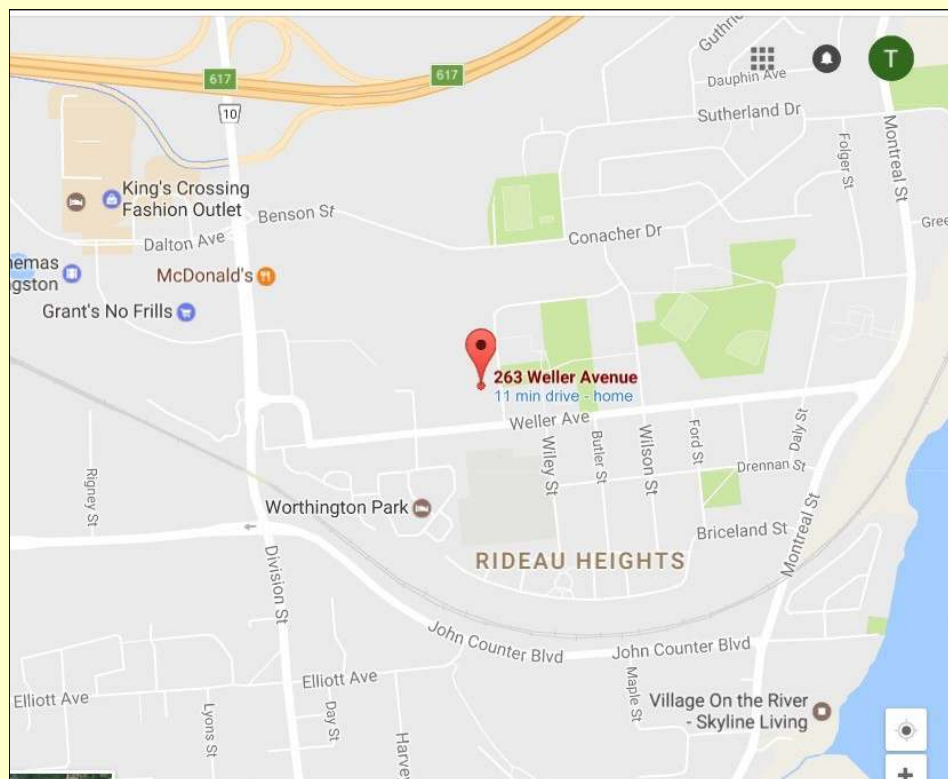 Guthrie
T
617
617
Dauphin Ave
10
Sutherland Dr
Montreal St
Folger St
King's Crossing
Fashion Outlet
Benson St
Dalton Ave
Conacher Dr
McDonald's
Grant's No Frills
263 Weller Avenue
11 min drive - home
Weller Ave
Wiley St
Butler St
Wilson St
Ford St
Daly St
Drennan St
Rigney St
Worthington Park
Briceland St
Montreal St
RIDEAU HEIGHTS
Division St
John Counter Blvd
John Counter Blvd
Elliott Ave
Elliott Ave
Maple St
Village On the River
- Skyline Living
Lyons St
Day St